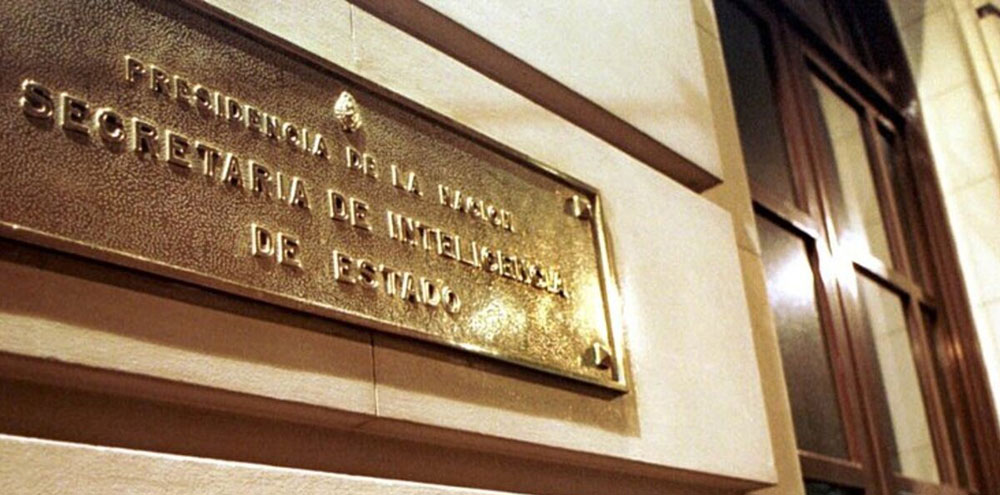 PRESIDENCIA DE LA NACION
SECRETARIA DE INTELIGENCIA
DE ESTADO